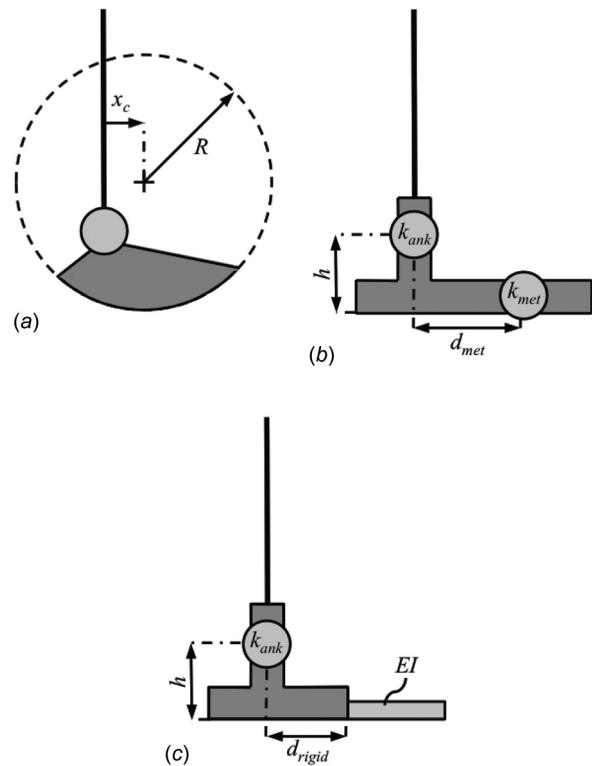 x_c
R
(a)
k_ank
h
k_met
d_met
(b)
k_ank
h
EI
d_rigid
(c)